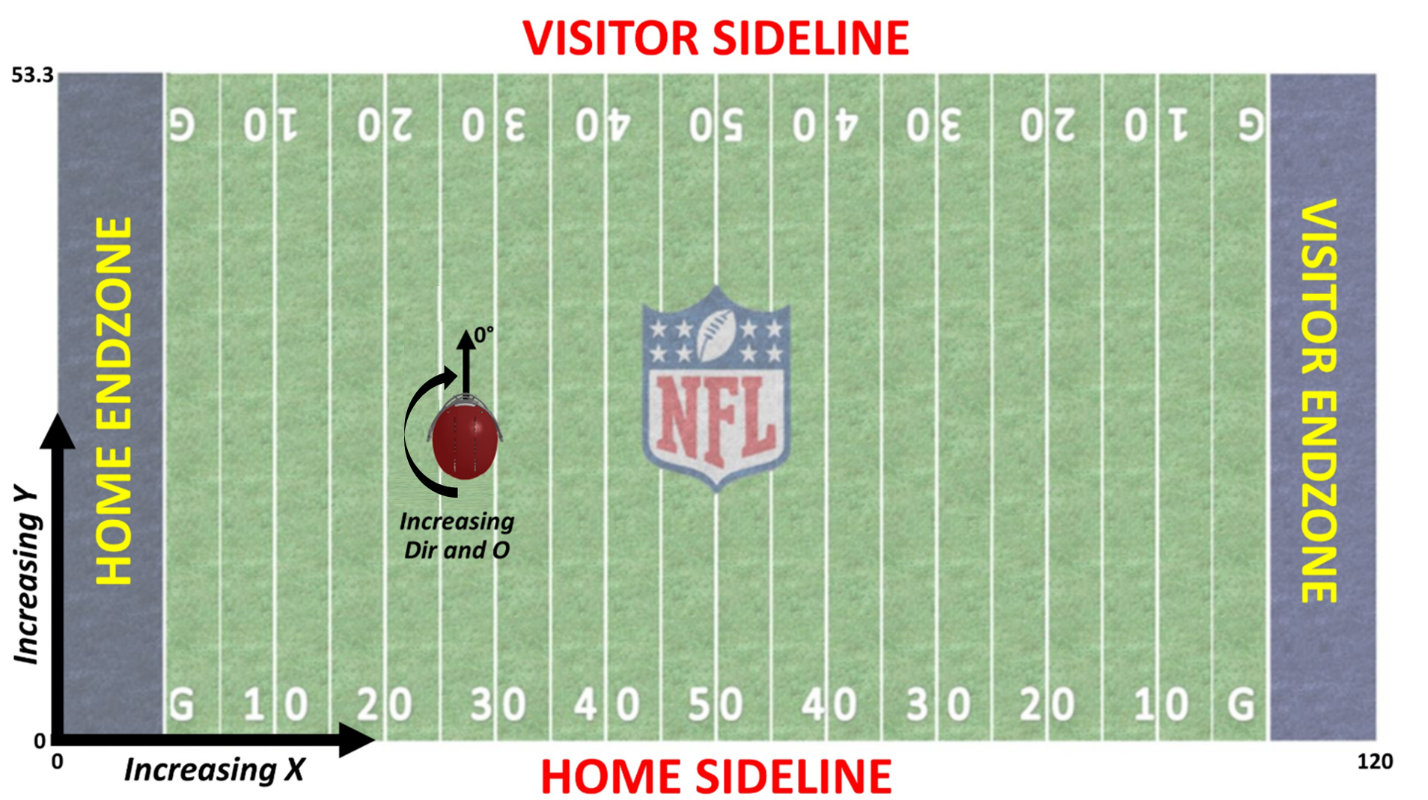 VISITOR SIDELINE
53.3
G 10 20 30 40 50 40 30 20 10 G
HOME ENDZONE
VISITOR ENDZONE
0°
NFL
Increasing
Dir and O
Increasing Y
G 10 20 30 40 50 40 30 20 10 G
0
0
Increasing X
120
HOME SIDELINE